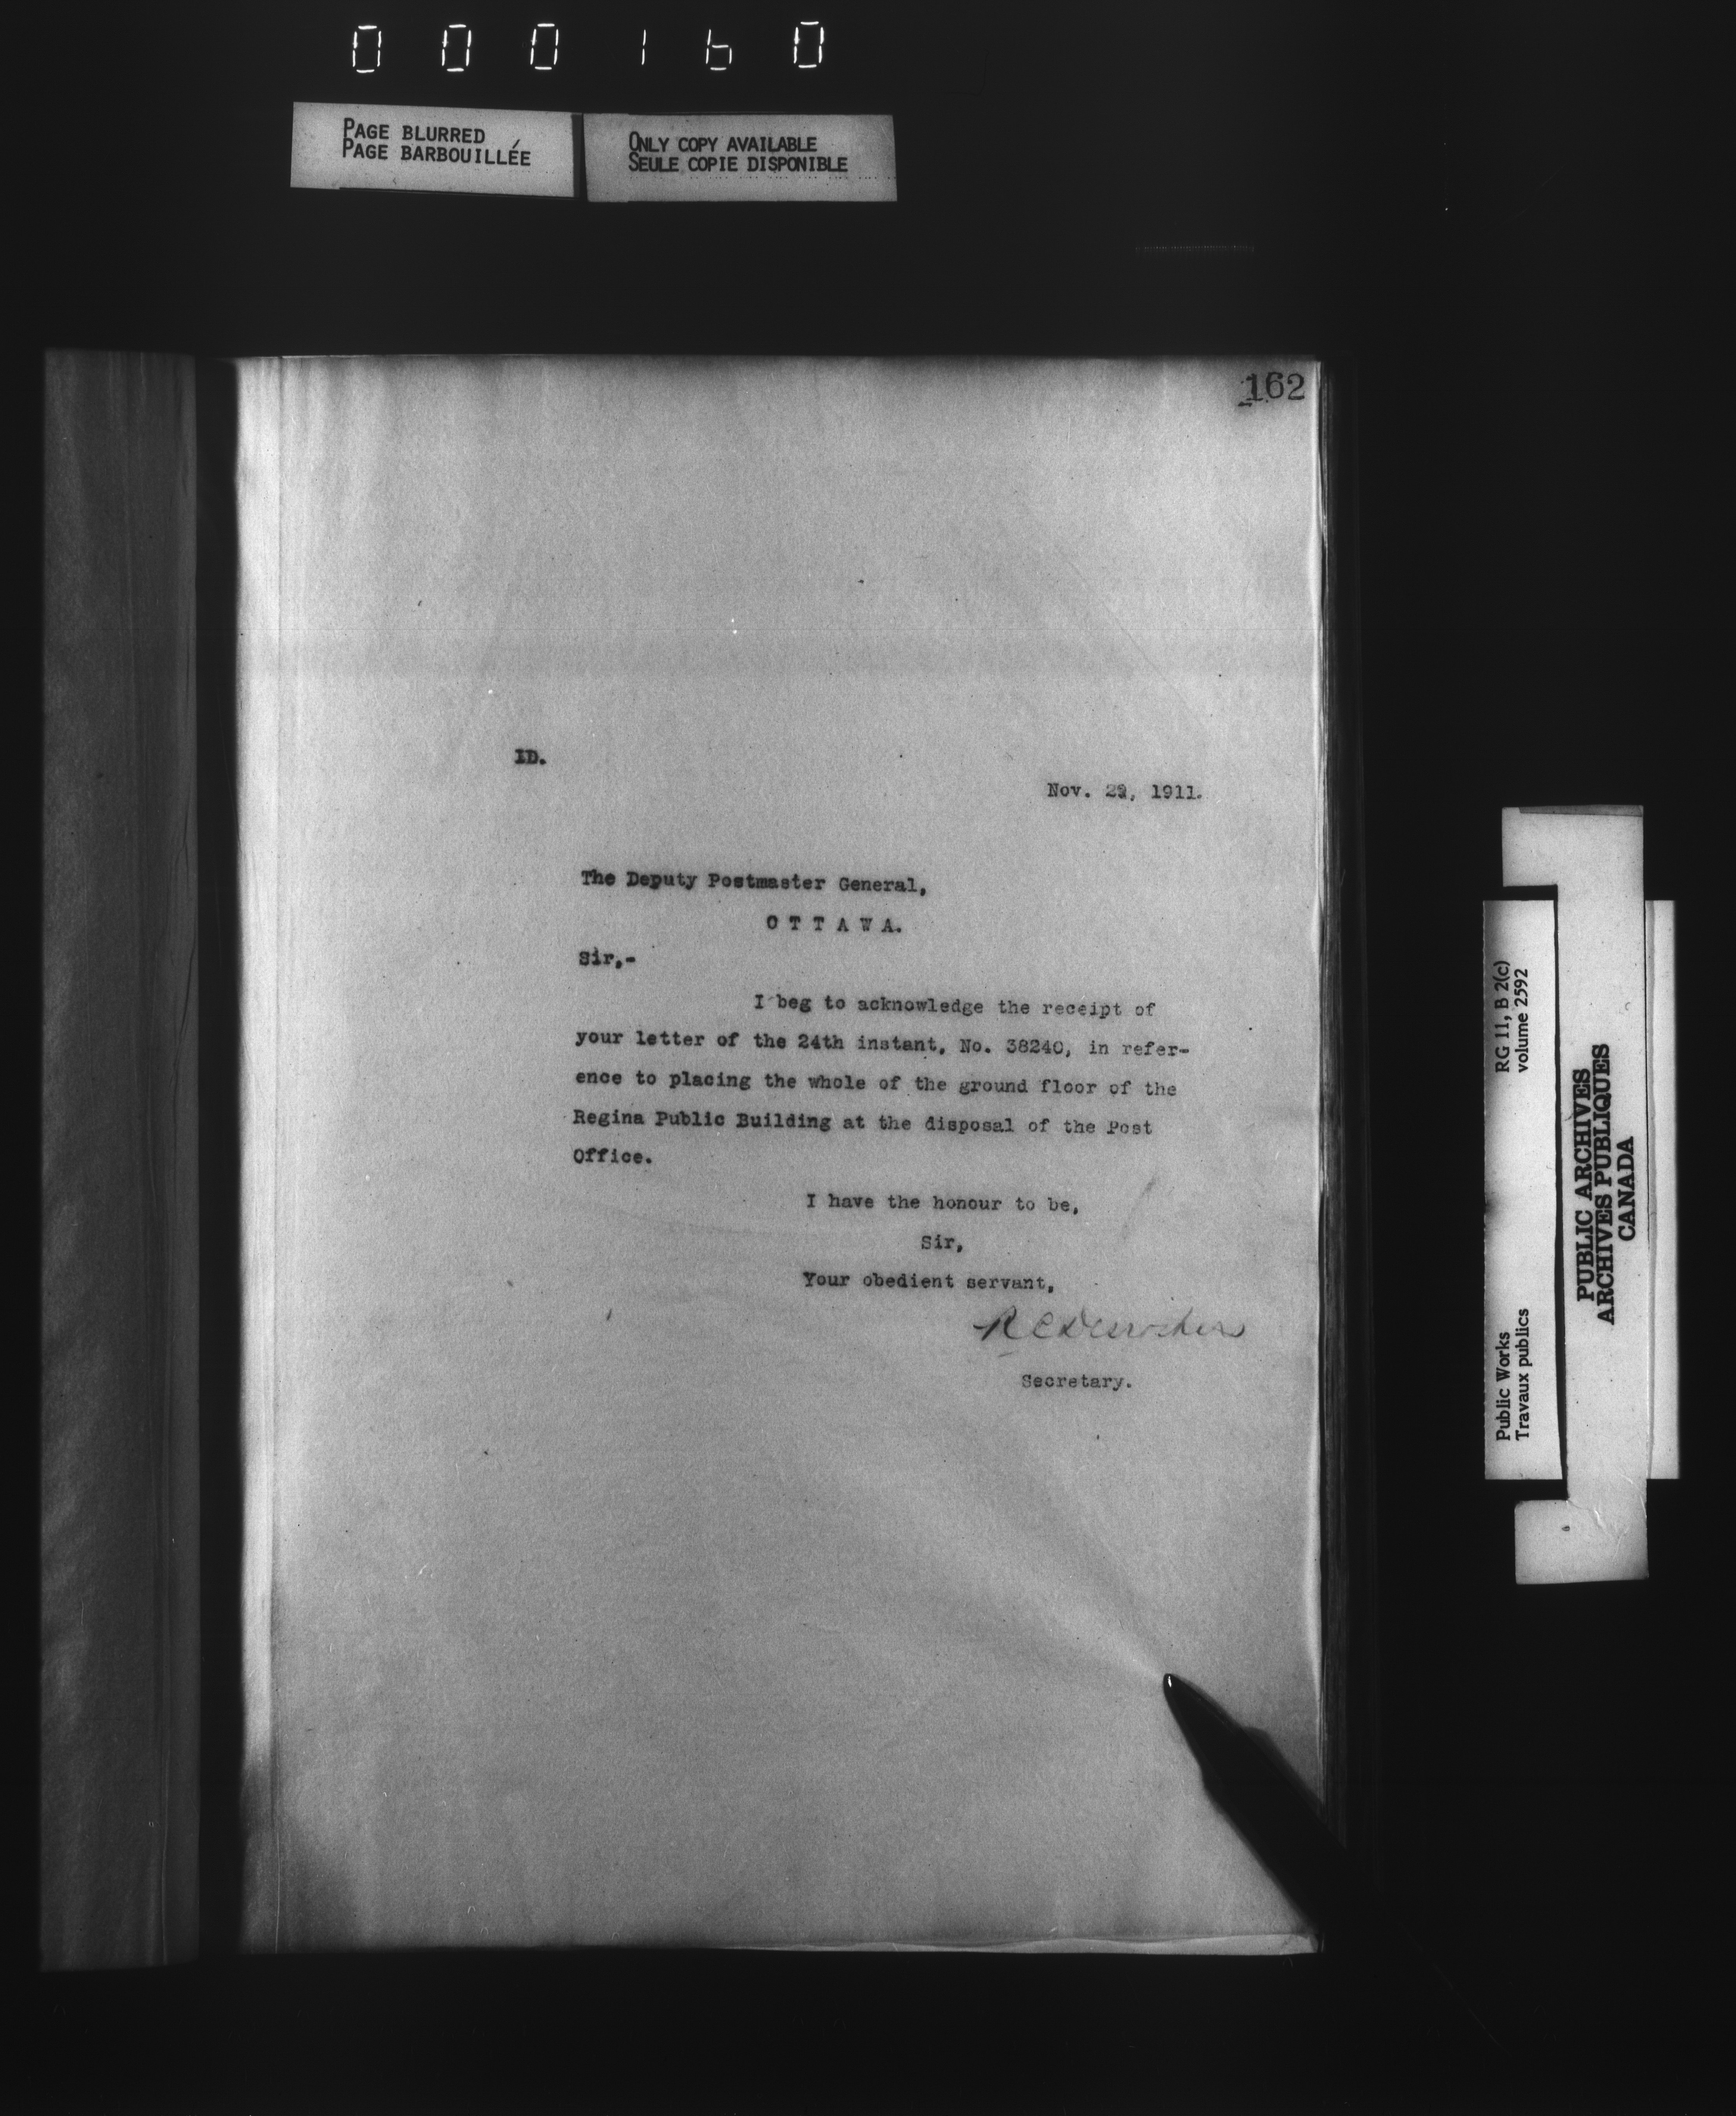 000160
PAGE BLURRED
PAGE BARBOUILLÉE
ONLY COPY AVAILABLE
SEULE COPIE DISPONIBLE
162
ID.
Nov. 29, 1911.
The Deputy Postmaster General,
O T T A W A.
Sir,-
I beg to acknowledge the receipt of
your letter of the 24th instant, No. 38240, in refer-
ence to placing the whole of the ground floor of the
Regina Public Building at the disposal of the Post
Office.
I have the honour to be,
Sir,
Your obedient servant,
Secretary.
Public Works
Travaux publics
RG 11, B 2(c)
volume 2592
PUBLIC ARCHIVES
ARCHIVES PUBLIQUES
CANADA